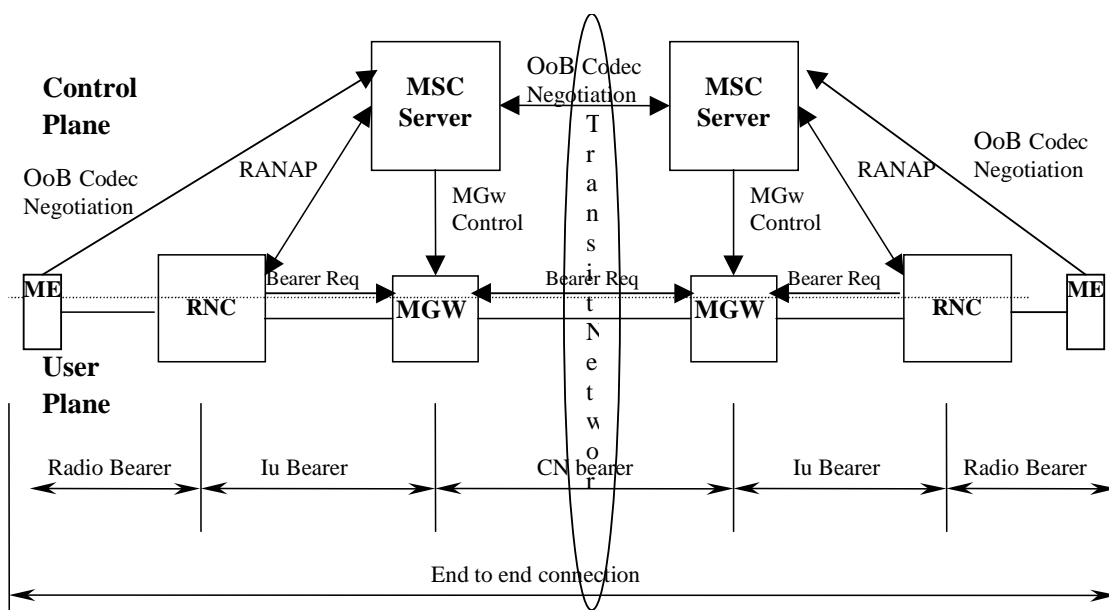 Control
Plane
MSC
Server
OoB Codec
Negotiation
MSC
Server
OoB Codec
Negotiation
RANAP
MGw
Control
Transit Networ
MGw
Control
RANAP
OoB Codec
Negotiation
ME
RNC
Bearer Req
MGW
Bearer Req
MGW
Bearer Req
RNC
ME
User
Plane
Radio Bearer
Iu Bearer
CN bearer
Iu Bearer
Radio Bearer
End to end connection